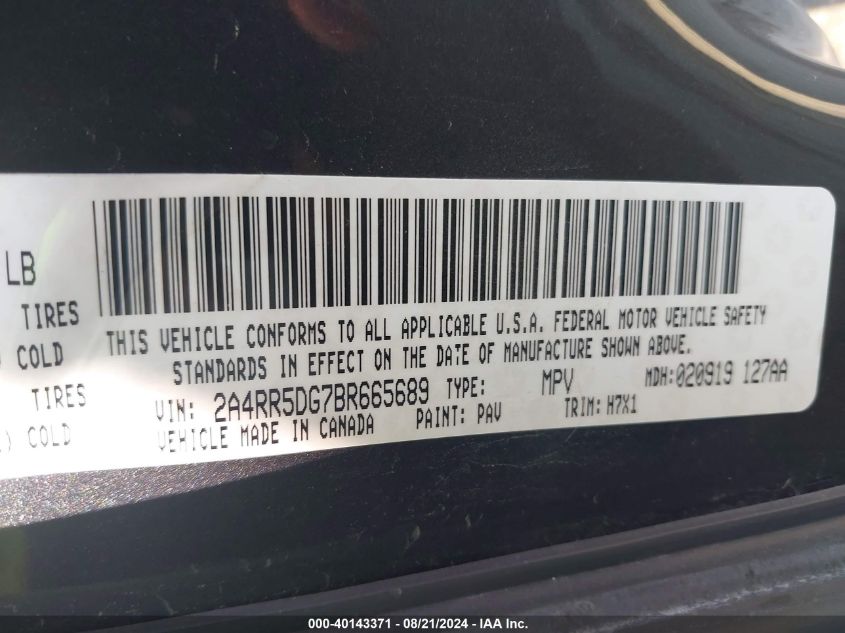 LB
TIRES
COLD
TIRES
) COLD
THIS VEHICLE CONFORMS TO ALL APPLICABLE U.S.A. FEDERAL MOTOR VEHICLE SAFETY
STANDARDS IN EFFECT ON THE DATE OF MANUFACTURE SHOWN ABOVE.
VIN: 2A4RR5DG7BR665689 TYPE: MPV MDH:020919 127AA
VEHICLE MADE IN CANADA PAINT: PAV TRIM: H7X1
000-40143371 - 08/21/2024 - IAA Inc.